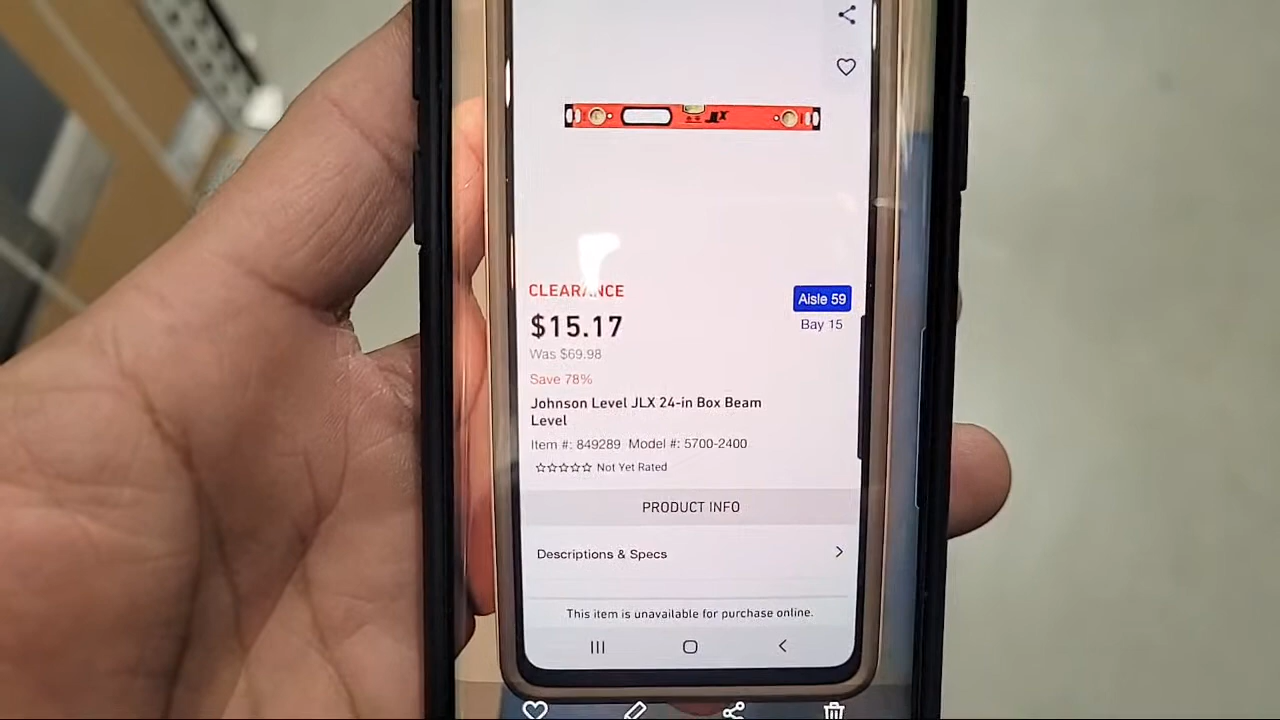 JLX
CLEARANCE
Aisle 59
$15.17
Bay 15
Was $69.98
Save 78%
Johnson Level JLX 24-in Box Beam
Level
Item #: 849289 Model #: 5700-2400
Not Yet Rated
PRODUCT INFO
Descriptions & Specs
This item is unavailable for purchase online.